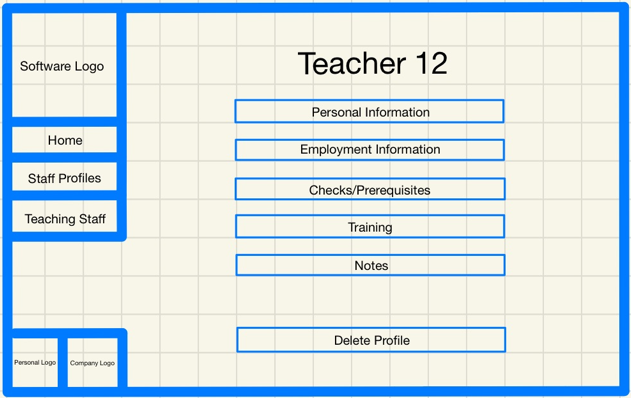 Software Logo
Home
Staff Profiles
Teaching Staff
Personal Logo
Company Logo
Teacher 12
Personal Information
Employment Information
Checks/Prerequisites
Training
Notes
Delete Profile